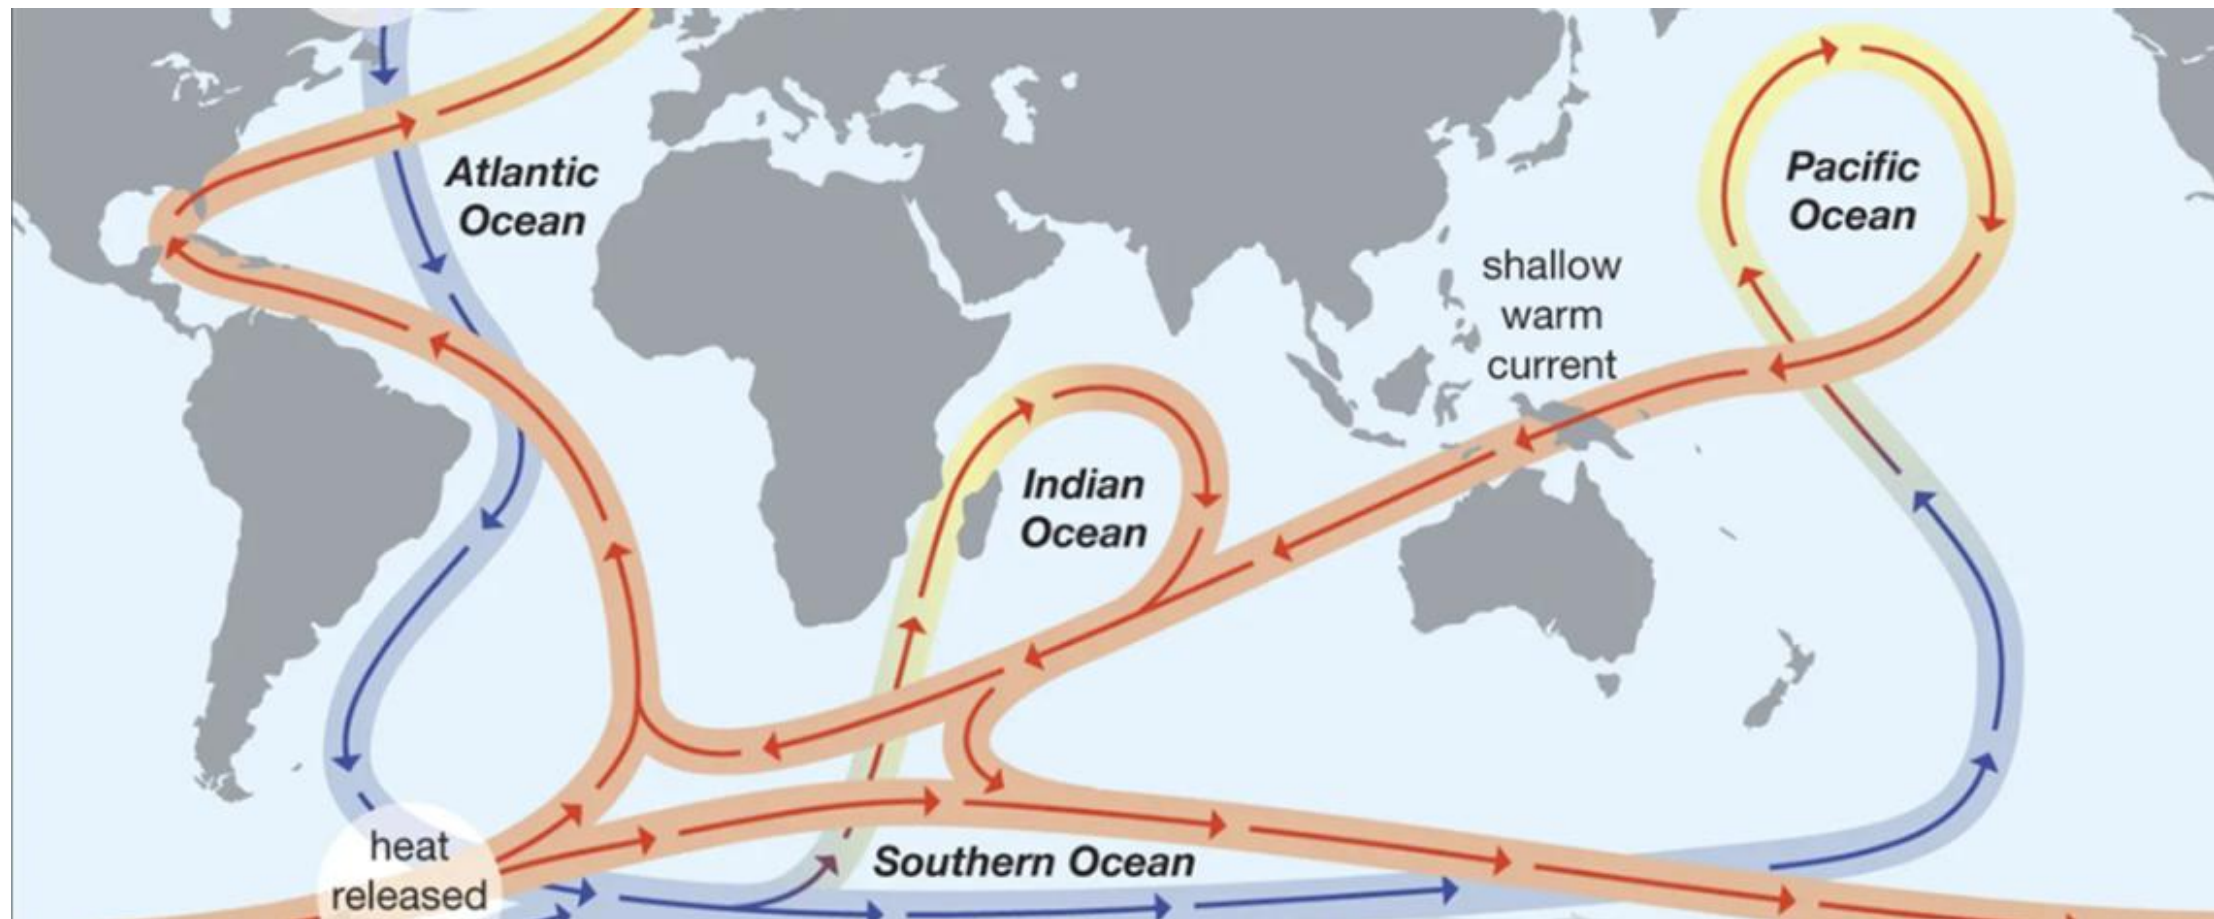 Atlantic
Ocean
Pacific
Ocean
shallow
warm
current
Indian
Ocean
heat
released
Southern Ocean